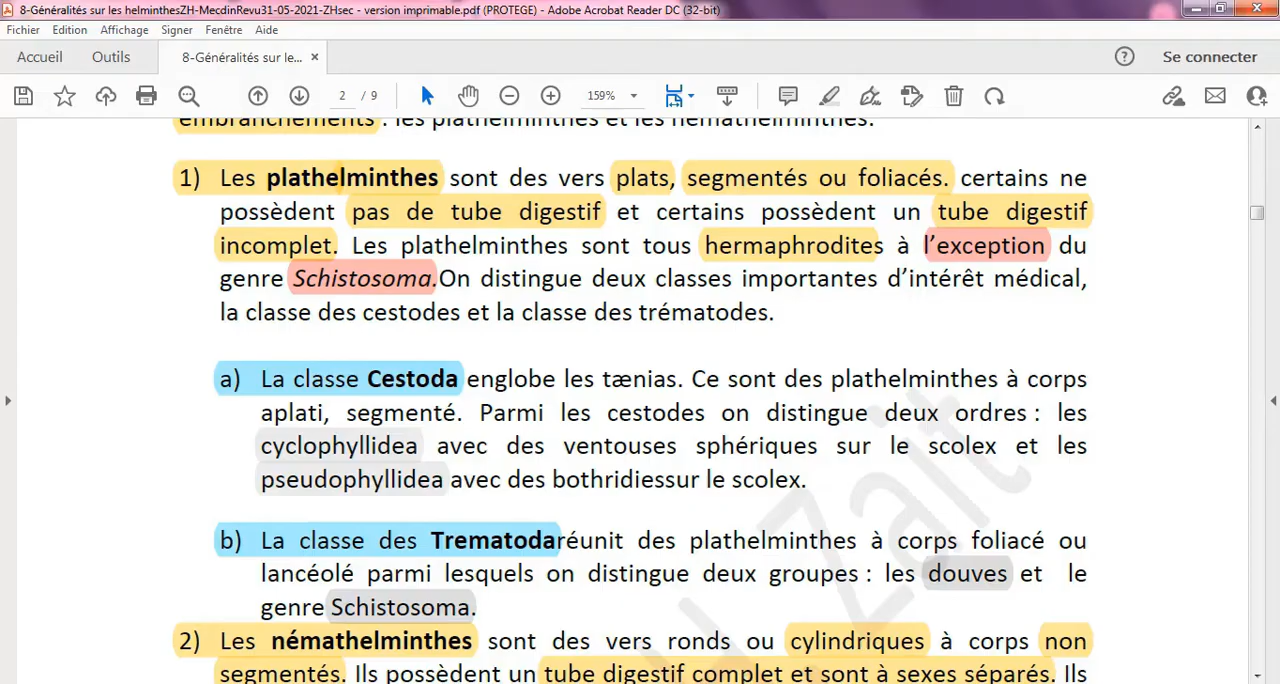 8-Généralités sur les helminthesZH-MecdinRevu31-05-2021-ZHsec - version imprimable.pdf (PROTEGE) - Adobe Acrobat Reader DC (32-bit)
Fichier Edition Affichage Signer Fenêtre Aide
Accueil Outils 8-Généralités sur le... × ? Se connecter
2 / 9 159%
embranchements : les plathelminthes et les némathelminthes.
1) Les plathelminthes sont des vers plats, segmentés ou foliacés. certains ne
possèdent pas de tube digestif et certains possèdent un tube digestif
incomplet. Les plathelminthes sont tous hermaphrodites à l’exception du
genre Schistosoma.On distingue deux classes importantes d’intérêt médical,
la classe des cestodes et la classe des trématodes.
a) La classe Cestoda englobe les tænias. Ce sont des plathelminthes à corps
aplati, segmenté. Parmi les cestodes on distingue deux ordres : les
cyclophyllidea avec des ventouses sphériques sur le scolex et les
pseudophyllidea avec des bothridiessur le scolex.
b) La classe des Trematodaréunit des plathelminthes à corps foliacé ou
lancéolé parmi lesquels on distingue deux groupes : les douves et le
genre Schistosoma.
2) Les némathelminthes sont des vers ronds ou cylindriques à corps non
segmentés. Ils possèdent un tube digestif complet et sont à sexes séparés. Ils
Zait